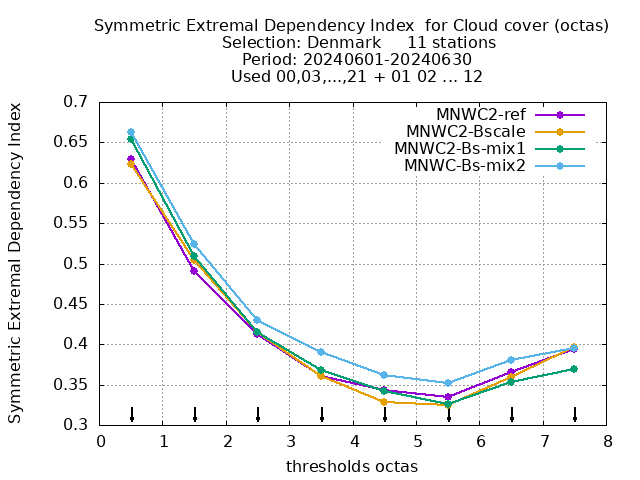 Symmetric Extremal Dependency Index  for Cloud cover (octas)
Selection: Denmark     11 stations
Period: 20240601-20240630
Used 00,03,...,21 + 01 02 ... 12
Symmetric Extremal Dependency Index
0.7
0.65
0.6
0.55
0.5
0.45
0.4
0.35
0.3
MNWC2-ref
MNWC2-Bscale
MNWC2-Bs-mix1
MNWC-Bs-mix2
0 1 2 3 4 5 6 7 8
thresholds octas